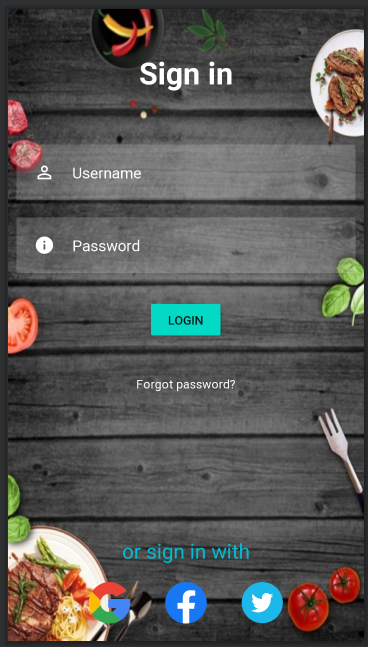 Sign in
Username
Password
LOGIN
Forgot password?
or sign in with